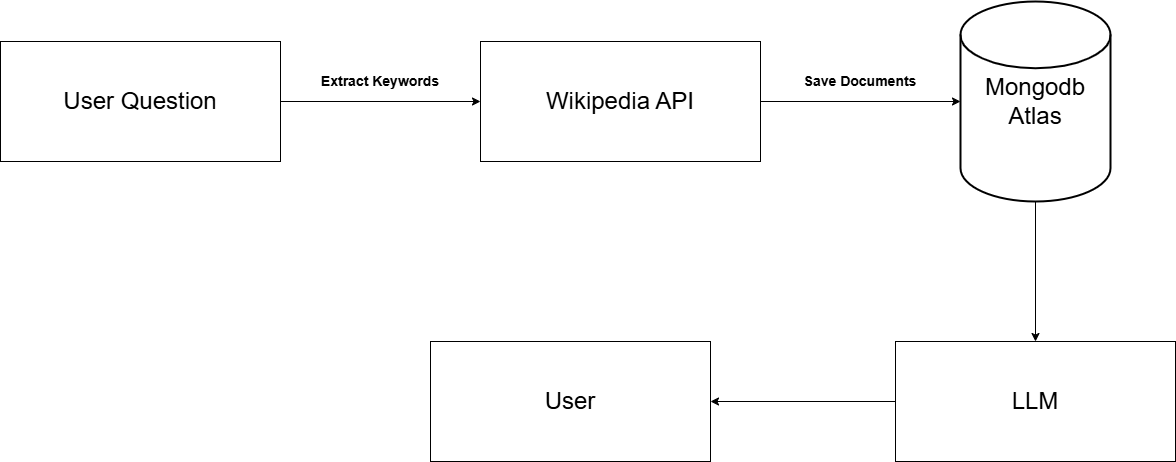 User Question
Extract Keywords
Wikipedia API
Save Documents
Mongodb
Atlas
User
LLM